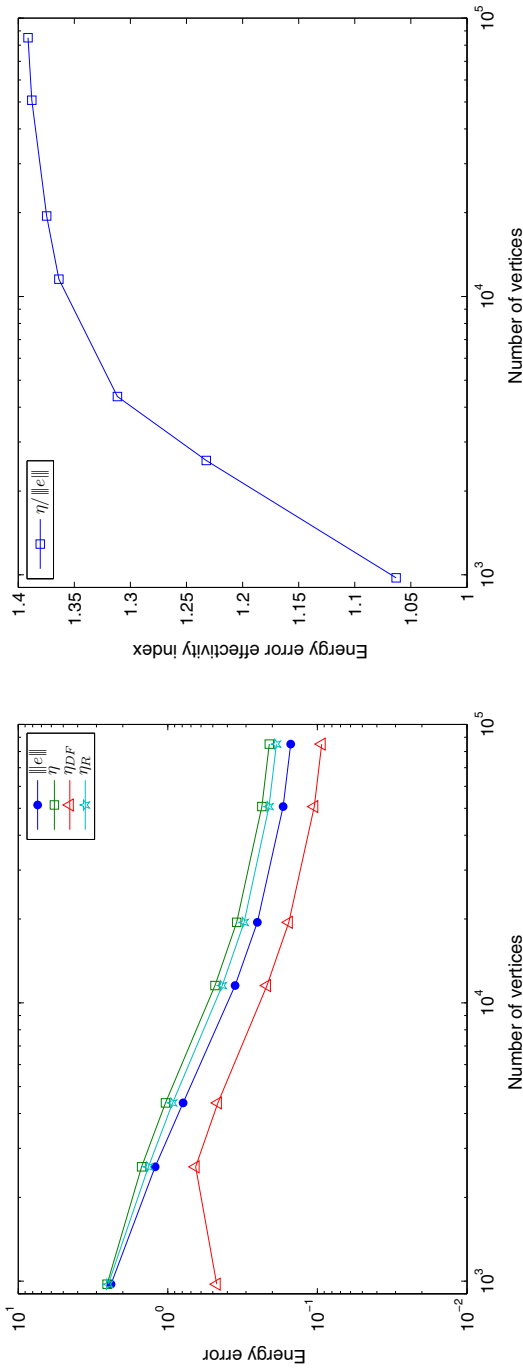 10^1
10^0
10^-1
10^-2
10^3
10^4
10^5
Energy error
Number of vertices
|||e|||
η
η_DF
η_R
1.4
1.35
1.3
1.25
1.2
1.15
1.1
1.05
1
10^3
10^4
10^5
Energy error effectivity index
Number of vertices
η/|||e|||